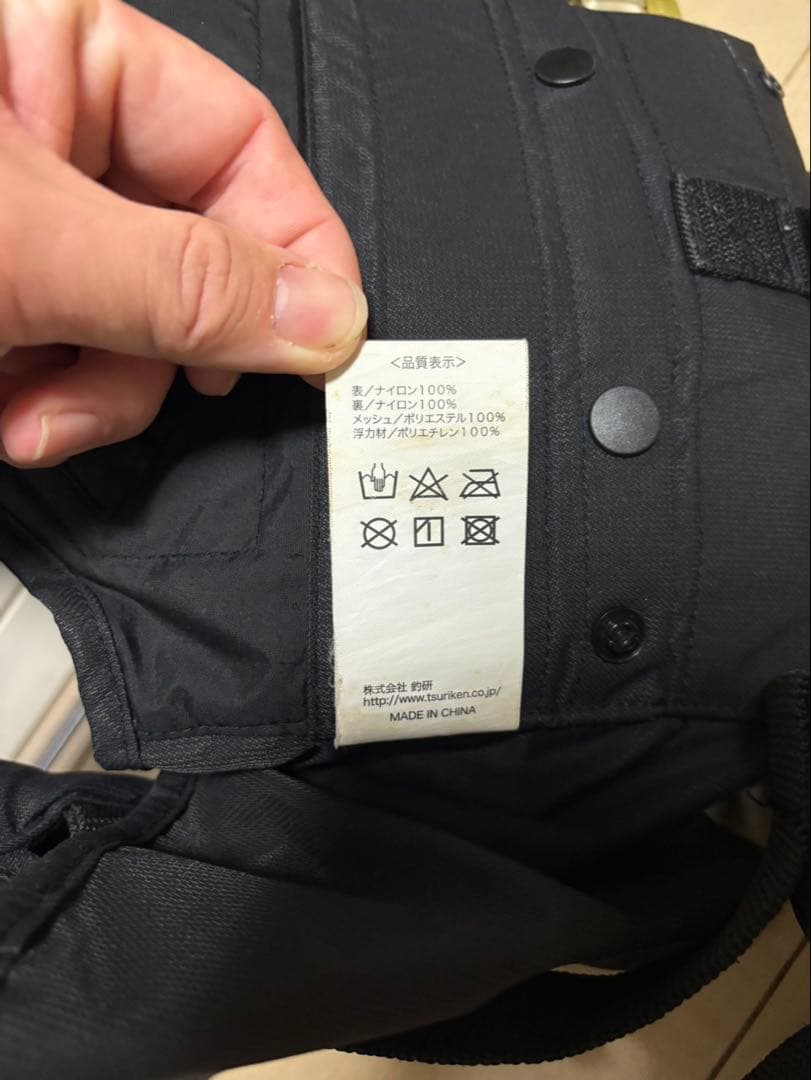 ＜品質表示＞
表／ナイロン100%
裏／ナイロン100%
メッシュ／ポリエステル100%
浮力材／ポリエチレン100%
株式会社 釣研
http://www.tsuriken.co.jp/
MADE IN CHINA